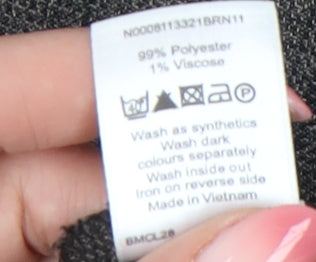 N0008113321BRN11
99% Polyester
1% Viscose
40° P
Wash as synthetics
Wash dark
colours separately
Wash inside out
Iron on reverse side
Made in Vietnam
BMCL28